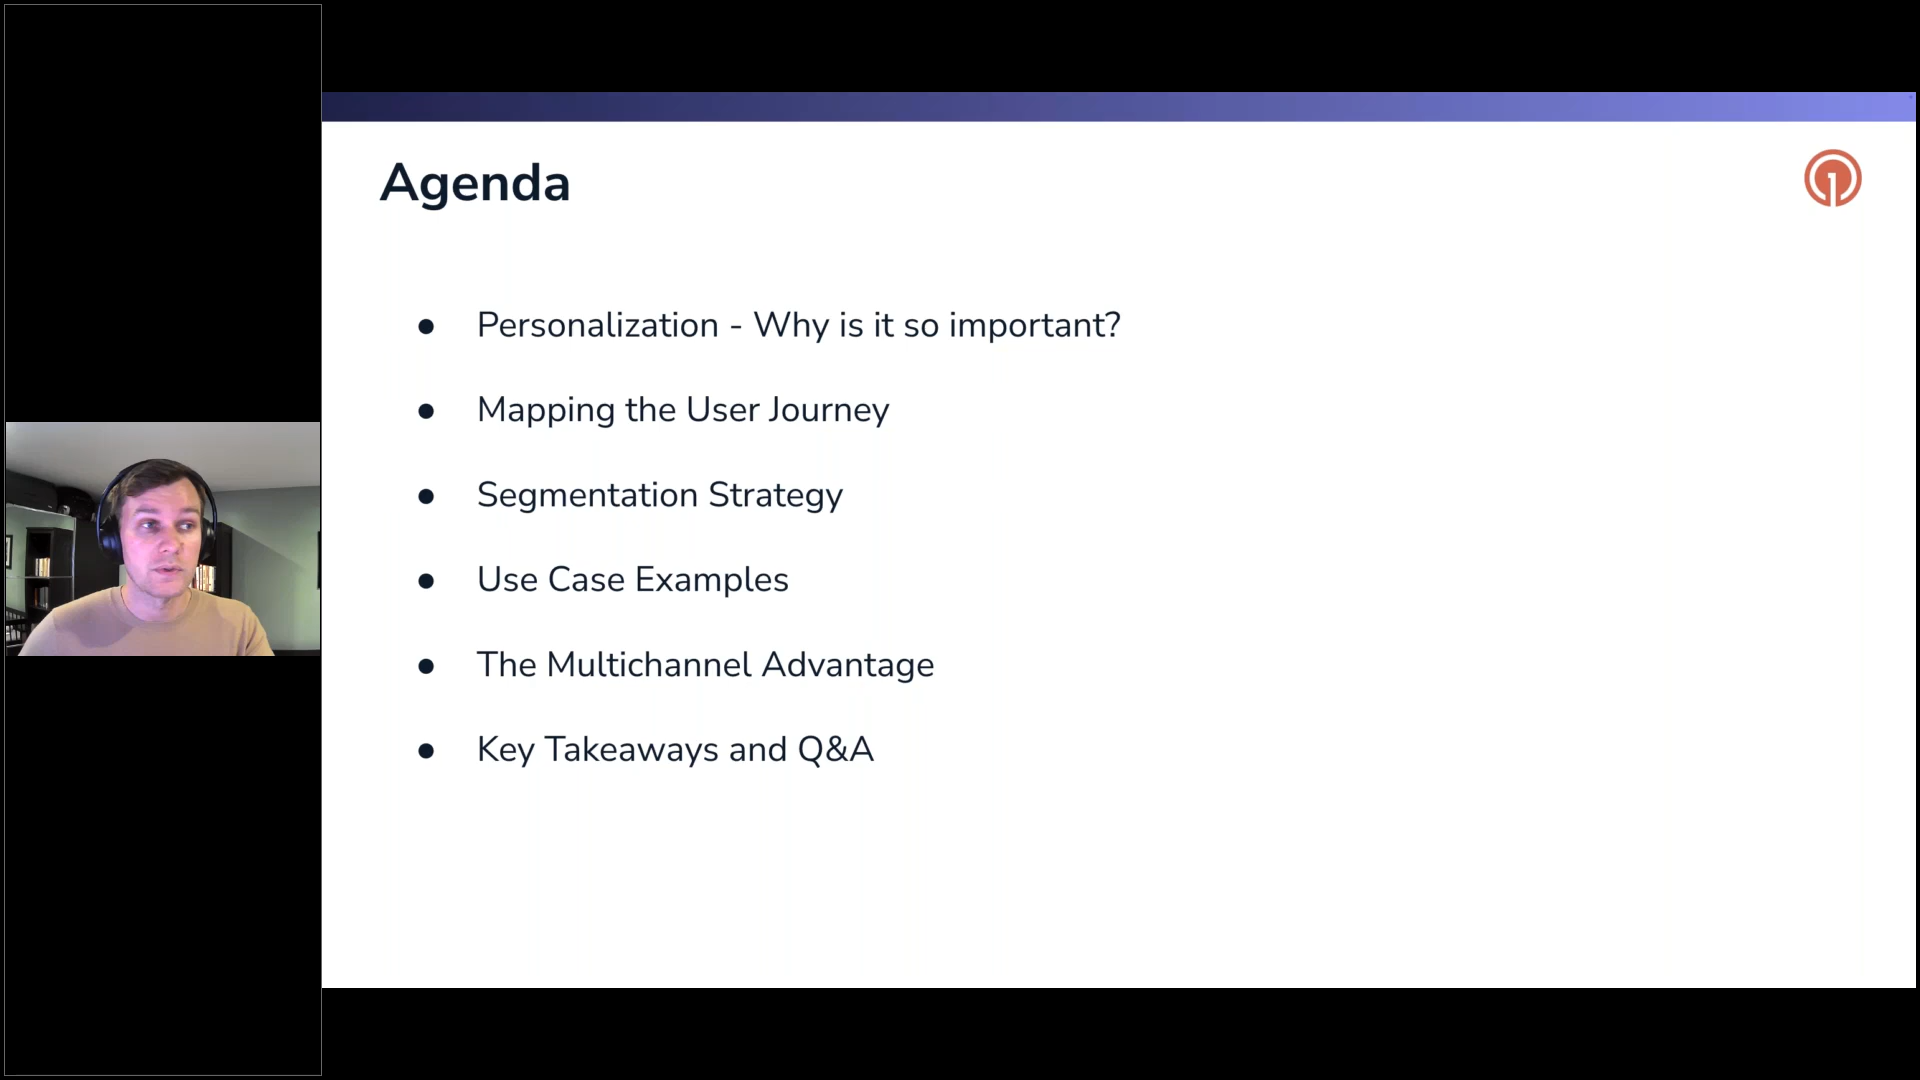 Agenda
● Personalization - Why is it so important?
● Mapping the User Journey
● Segmentation Strategy
● Use Case Examples
● The Multichannel Advantage
● Key Takeaways and Q&A